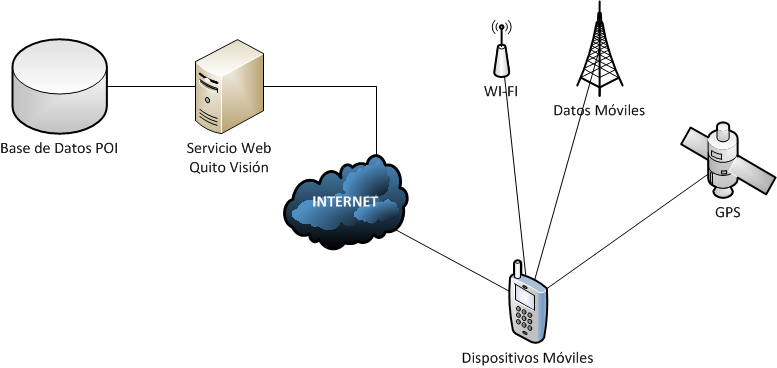 Base de Datos POI
Servicio Web
Quito Visión
INTERNET
WI-FI
Datos Móviles
GPS
Dispositivos Móviles